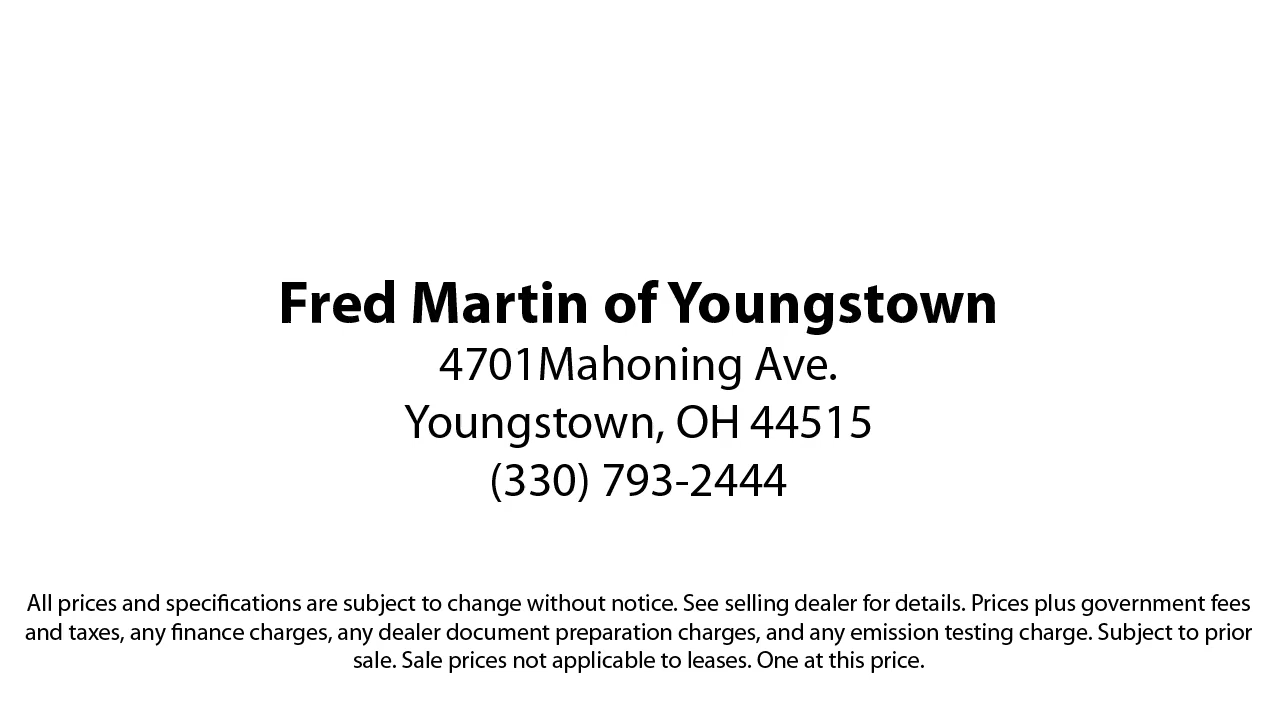 Fred Martin of Youngstown
4701Mahoning Ave.
Youngstown, OH 44515
(330) 793-2444
All prices and specifications are subject to change without notice. See selling dealer for details. Prices plus government fees
and taxes, any finance charges, any dealer document preparation charges, and any emission testing charge. Subject to prior
sale. Sale prices not applicable to leases. One at this price.